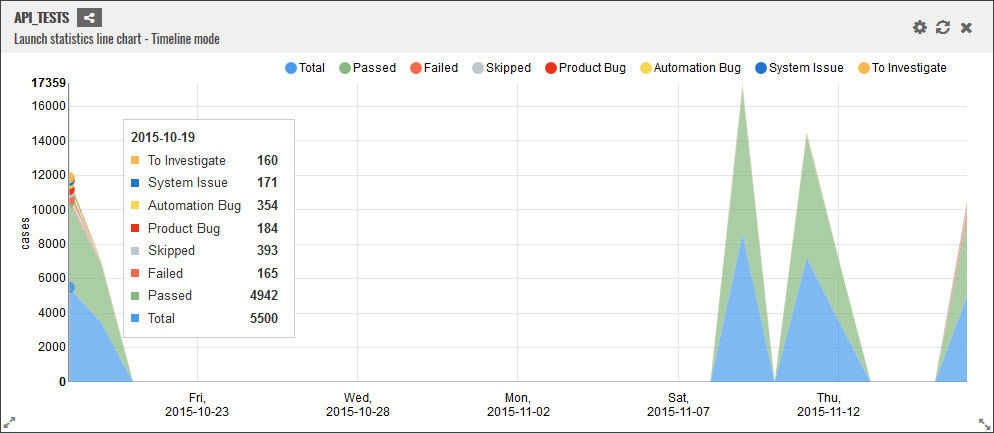 API_TESTS
Launch statistics line chart - Timeline mode
Total Passed Failed Skipped Product Bug Automation Bug System Issue To Investigate
17359
16000
14000
12000
10000
8000
6000
4000
2000
0
cases
2015-10-19
To Investigate 160
System Issue 171
Automation Bug 354
Product Bug 184
Skipped 393
Failed 165
Passed 4942
Total 5500
Fri, Wed, Mon, Sat, Thu,
2015-10-23 2015-10-28 2015-11-02 2015-11-07 2015-11-12